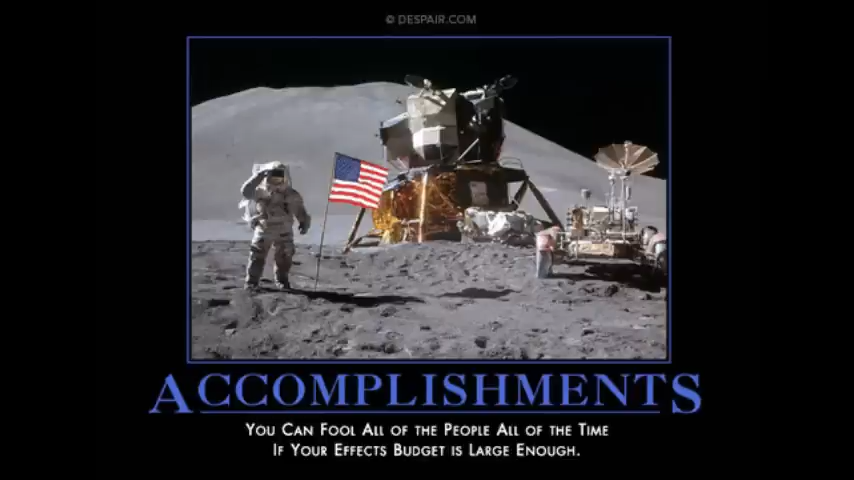 © DESPAIR.COM
ACCOMPLISHMENTS
YOU CAN FOOL ALL OF THE PEOPLE ALL OF THE TIME
IF YOUR EFFECTS BUDGET IS LARGE ENOUGH.